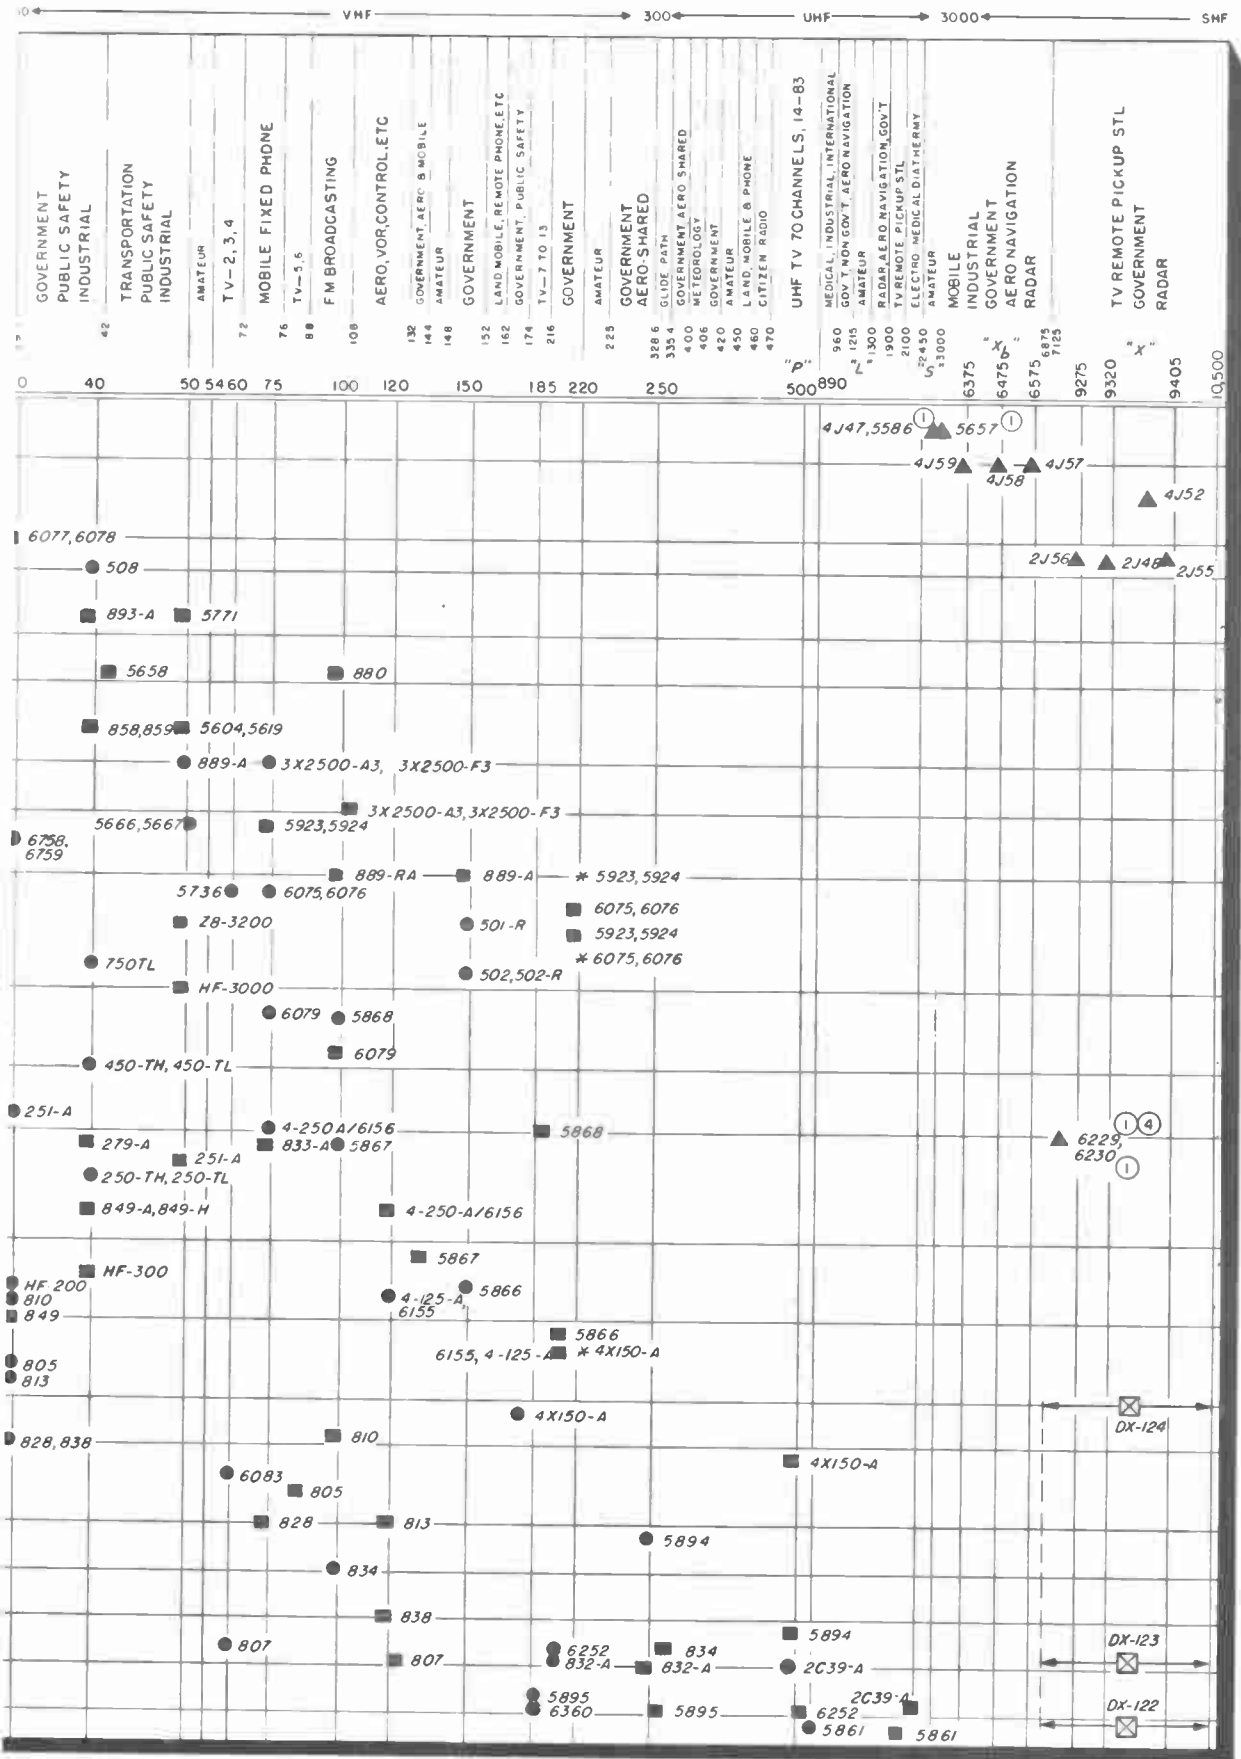 VHF 300 UHF 3000 SHF
GOVERNMENT
PUBLIC SAFETY
INDUSTRIAL
TRANSPORTATION
PUBLIC SAFETY
INDUSTRIAL
AMATEUR
TV-2,3,4
MOBILE FIXED PHONE
TV-5,6
FM BROADCASTING
AERO,VOR,CONTROL,ETC
GOVERNMENT, AERO & MOBILE
AMATEUR
GOVERNMENT
LAND MOBILE, REMOTE PHONE, ETC
GOVERNMENT, PUBLIC SAFETY
TV-7 TO 13
GOVERNMENT
AMATEUR
GOVERNMENT
AERO-SHARED
GLIDE PATH
GOVERNMENT, AERO SHARED
METEOROLOGY
GOVERNMENT
AMATEUR
LAND, MOBILE & PHONE
CITIZEN RADIO
UHF TV 70 CHANNELS, 14-83
MEDICAL, INDUSTRIAL, INTERNATIONAL
GOV'T, NON GOV'T, AERO NAVIGATION
AMATEUR
RADAR, AERO NAVIGATION, GOV'T
TV REMOTE PICKUP STL
ELECTRO MEDICAL DIATHERMY
AMATEUR
MOBILE
INDUSTRIAL
GOVERNMENT
AERO NAVIGATION
RADAR
TV REMOTE PICKUP STL
GOVERNMENT
RADAR
42 72 76 88 108 132 144 148 152 162 174 216 225 328.6 335.4 400 406 420 450 460 470 960 1215 1300 1900 2100 2450 3000 6875 7125
"P" "L" "S" "Xb" "X"
0 40 50 54 60 75 100 120 150 185 220 250 500 890 6375 6475 6575 9275 9320 9405 10,500
4J47,5586 1 5657 1
4J59 4J58 4J57
4J52
6077,6078
508 2J56 2J48 2J55
893-A 5771
5658 880
858,859 5604,5619
889-A 3X2500-A3, 3X2500-F3
3X2500-A3,3X2500-F3
5666,5667 5923,5924
6758,
6759
889-RA 889-A * 5923,5924
5736 6075,6076
6075,6076
Z8-3200 501-R
5923,5924
750TL * 6075,6076
502,502-R
HF-3000
6079 5868
6079
450-TH, 450-TL
251-A
4-250A/6156 5868 1 4
279-A 833-A 5867 6229,
6230 1
251-A
250-TH, 250-TL
849-A,849-H 4-250-A/6156
5867
HF-300
HF-200 5866
810 4-125-A,
6155
849
5866
6155, 4-125-A * 4X150-A
805
813
4X150-A DX-124
828,838 810
4X150-A
6083
805
828 813
5894
834
838
5894
807 6252 834 DX-123
807 832-A 832-A 2C39-A
5895 2C39-A DX-122
6360 5895 6252
5861 5861